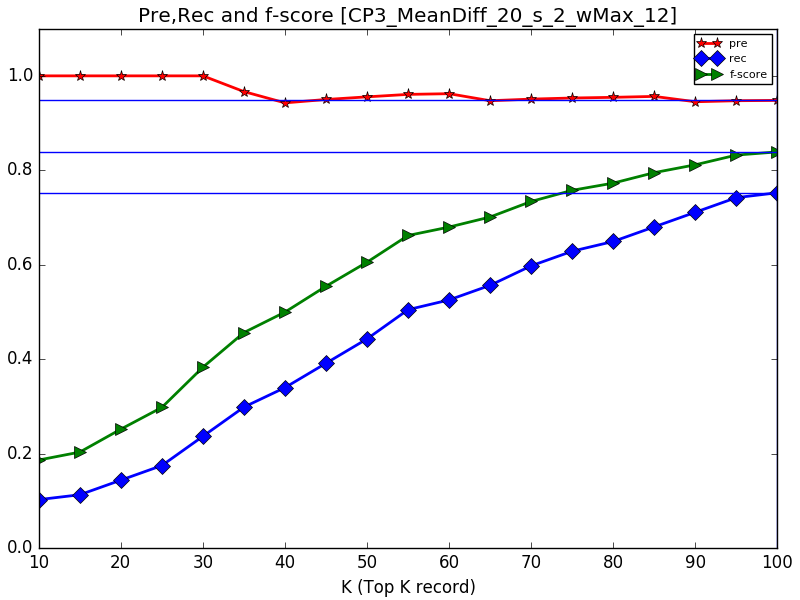 Pre,Rec and f-score [CP3_MeanDiff_20_s_2_wMax_12]
pre
rec
f-score
1.0
0.8
0.6
0.4
0.2
0.0
10 20 30 40 50 60 70 80 90 100
K (Top K record)